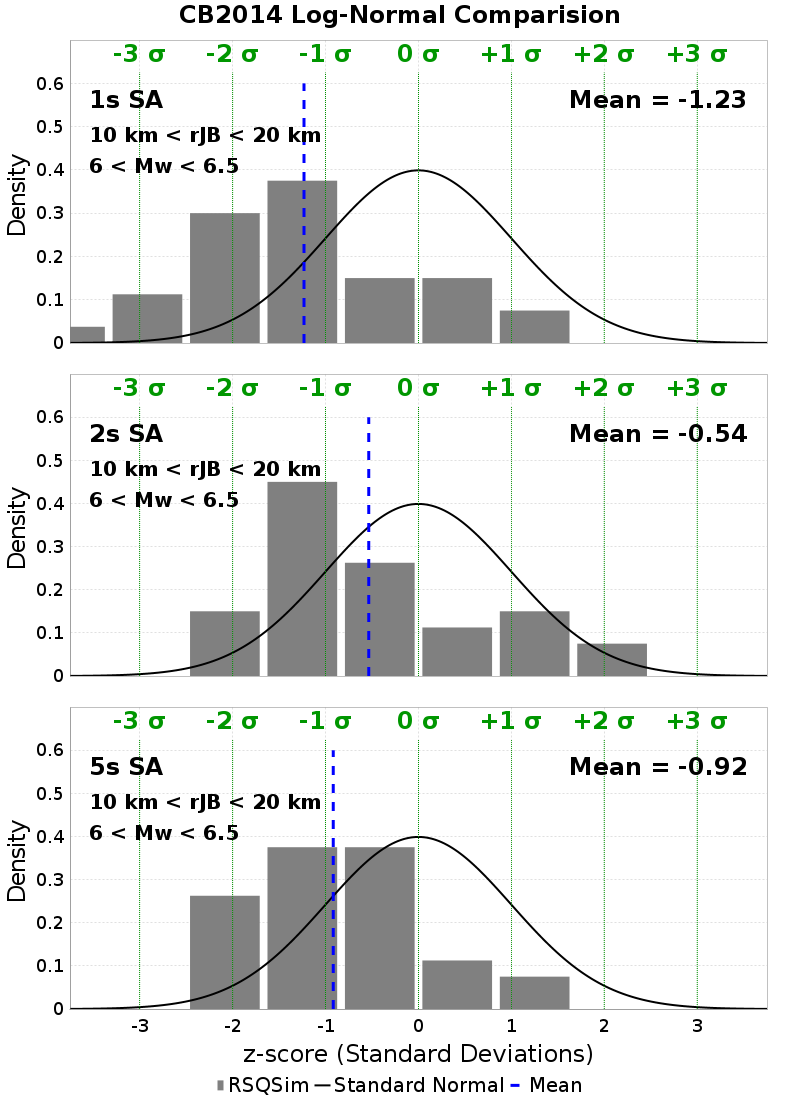 CB2014 Log-Normal Comparision
-3 σ -2 σ -1 σ 0 σ +1 σ +2 σ +3 σ
0.6
1s SA Mean = -1.23
0.5
10 km < rJB < 20 km
6 < Mw < 6.5
0.4
0.3
0.2
0.1
0
Density
-3 σ -2 σ -1 σ 0 σ +1 σ +2 σ +3 σ
0.6
2s SA Mean = -0.54
0.5
10 km < rJB < 20 km
6 < Mw < 6.5
0.4
0.3
0.2
0.1
0
Density
-3 σ -2 σ -1 σ 0 σ +1 σ +2 σ +3 σ
0.6
5s SA Mean = -0.92
0.5
10 km < rJB < 20 km
6 < Mw < 6.5
0.4
0.3
0.2
0.1
0
Density
-3 -2 -1 0 1 2 3
z-score (Standard Deviations)
RSQSim Standard Normal Mean